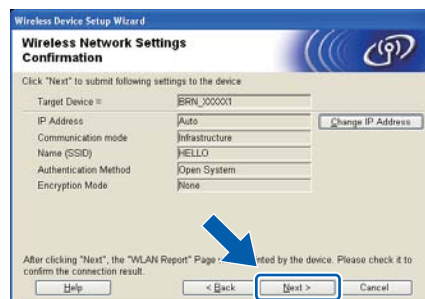 Wireless Device Setup Wizard
Wireless Network Settings
Confirmation
Click "Next" to submit following settings to the device
Target Device = BRN_XXXXX1
IP Address Auto Change IP Address
Communication mode Infrastructure
Name (SSID) HELLO
Authentication Method Open System
Encryption Mode None
After clicking "Next", the "WLAN Report" Page nted by the device. Please check it to
confirm the connection result.
Help < Back Next > Cancel